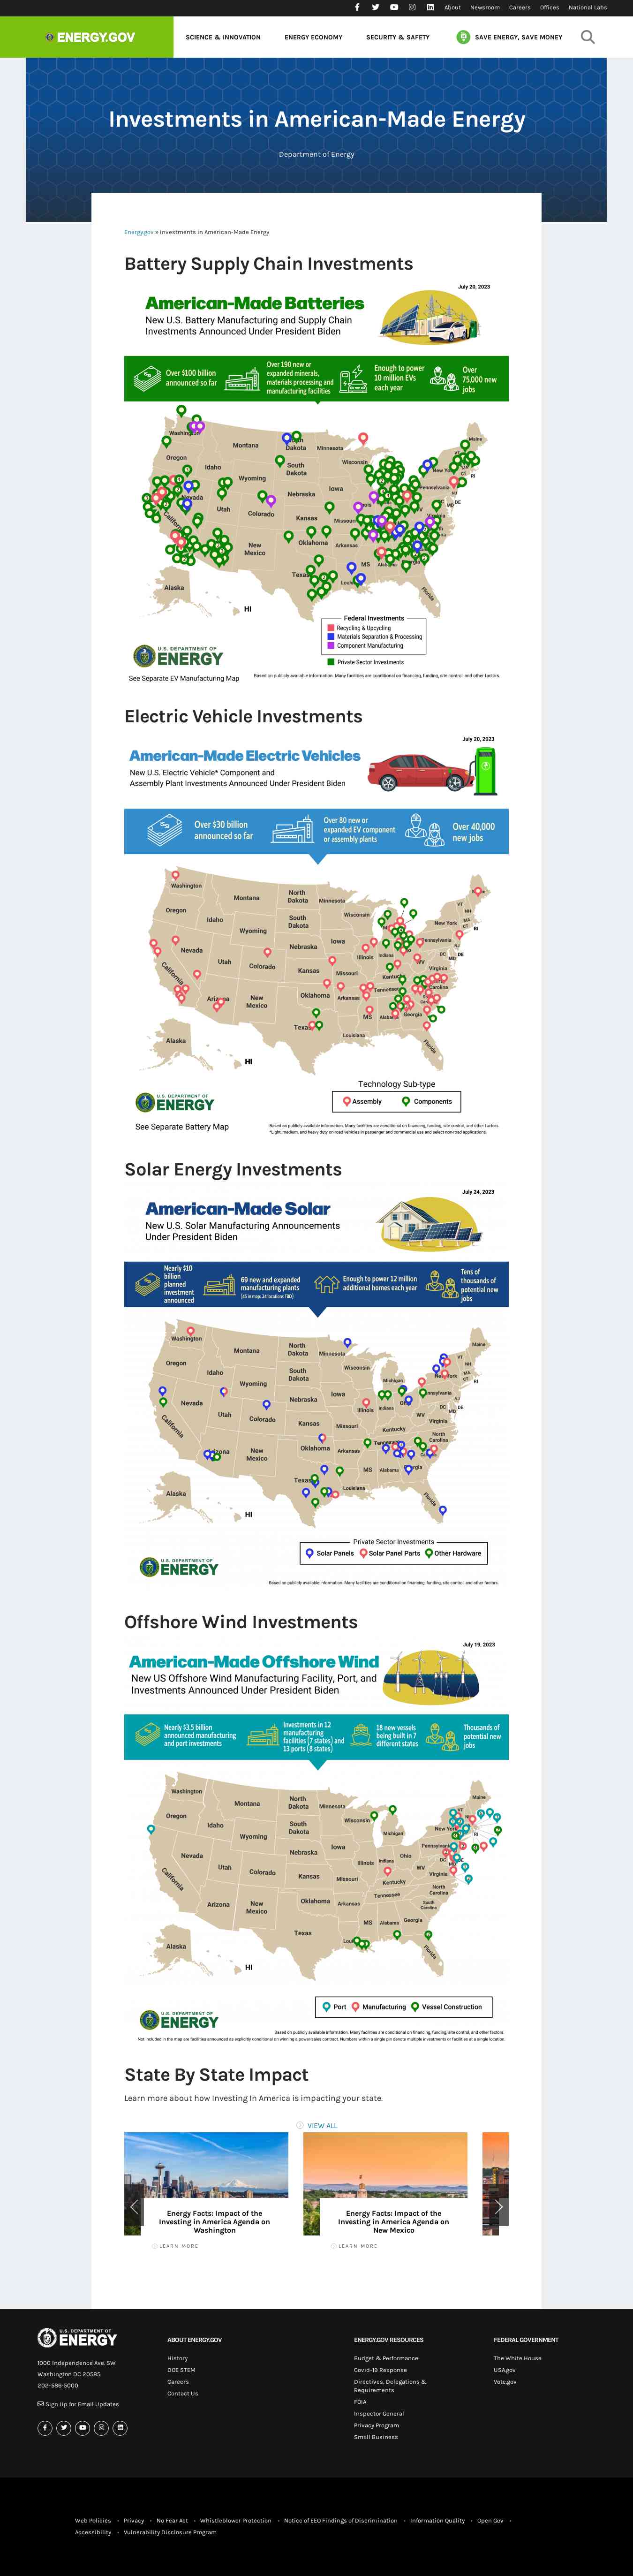 About Newsroom Careers Offices National Labs
ENERGY.GOV
SCIENCE & INNOVATION ENERGY ECONOMY SECURITY & SAFETY SAVE ENERGY, SAVE MONEY
Investments in American-Made Energy
Department of Energy
Energy.gov » Investments in American-Made Energy
Battery Supply Chain Investments
July 20, 2023
American-Made Batteries
New U.S. Battery Manufacturing and Supply Chain
Investments Announced Under President Biden
Over $100 billion
announced so far
Over 190 new or
expanded minerals,
materials processing and
manufacturing facilities
Enough to power
10 million EVs
each year
Over
75,000 new
jobs
Maine
Montana
Minnesota
Oregon
Idaho
South
Dakota
Wisconsin
Wyoming
Nebraska
Iowa
Pennsylvania
Utah
Colorado
Kansas
New
Mexico
Oklahoma
Arkansas
MS
Texas
Alaska
HI
Florida
Federal Investments
Recycling & Upcycling
Materials Separation & Processing
Component Manufacturing
Private Sector Investments
U.S. DEPARTMENT OF
ENERGY
See Separate EV Manufacturing Map
Based on publicly available information. Many facilities are conditional on financing, funding, site control, and other factors.
Electric Vehicle Investments
July 20, 2023
American-Made Electric Vehicles
New U.S. Electric Vehicle* Component and
Assembly Plant Investments Announced Under President Biden
Over $30 billion
announced so far
Over 80 new or
expanded EV component
or assembly plants
Over 40,000
new jobs
Washington
Montana
North
Dakota
Minnesota
VT
NH
Oregon
Idaho
South
Dakota
Wisconsin
New York
MA
CT
RI
Wyoming
Nebraska
Iowa
Pennsylvania
NJ
Nevada
Utah
Colorado
Illinois
Indiana
DC
MD
DE
California
Kansas
Missouri
Virginia
Kentucky
New
Mexico
Oklahoma
Arkansas
Tennessee
MS
Georgia
Texas
Louisiana
Alaska
HI
Florida
Technology Sub-type
Assembly Components
U.S. DEPARTMENT OF
ENERGY
See Separate Battery Map
Based on publicly available information. Many facilities are conditional on financing, funding, site control, and other factors.
*Light, medium, and heavy duty on-road vehicles in passenger and commercial use and select non-road applications.
Solar Energy Investments
July 24, 2023
American-Made Solar
New U.S. Solar Manufacturing Announcements
Under President Biden
Nearly $10
billion
planned
investment
announced
69 new and expanded
manufacturing plants
(45 in map. 24 locations TBD)
Enough to power 12 million
additional homes each year
Tens of
thousands of
potential new
jobs
Washington
Montana
North
Dakota
Minnesota
Maine
VT
NH
Oregon
Idaho
South
Dakota
Wisconsin
Michigan
MA
CT
RI
Wyoming
Nebraska
Iowa
Pennsylvania
NJ
Nevada
Utah
Colorado
Illinois
Indiana
WV
DC
MD
DE
California
Kansas
Missouri
Virginia
Kentucky
North
Carolina
New
Mexico
Oklahoma
Arkansas
MS
Alabama
Texas
Louisiana
Alaska
HI
Florida
Private Sector Investments
Solar Panels Solar Panel Parts Other Hardware
U.S. DEPARTMENT OF
ENERGY
Based on publicly available information. Many facilities are conditional on financing, funding, site control, and other factors.
Offshore Wind Investments
July 19, 2023
American-Made Offshore Wind
New US Offshore Wind Manufacturing Facility, Port, and
Investments Announced Under President Biden
Nearly $3.5 billion
announced manufacturing
and port investments
Investments in 12
manufacturing
facilities (7 states) and
13 ports (8 states)
18 new vessels
being built in 7
different states
Thousands of
potential new
jobs
Washington
Montana
North
Dakota
Minnesota
Maine
VT
Oregon
Idaho
South
Dakota
Wisconsin
Michigan
New York
RI
Wyoming
Nebraska
Iowa
Pennsylvania
Nevada
Utah
Colorado
Illinois
Indiana
Ohio
WV
DC
California
Kansas
Missouri
Kentucky
Virginia
North
Carolina
Arizona
New
Mexico
Oklahoma
Arkansas
Tennessee
South
Carolina
MS
Alabama
Georgia
Texas
Alaska
HI
Florida
Port Manufacturing Vessel Construction
U.S. DEPARTMENT OF
ENERGY
Based on publicly available information. Many facilities are conditional on financing, funding, site control, and other factors.
Not included in the map are facilities announced as explicitly conditional on winning a power-sales contract. Numbers within a single pin denote multiple investments or facilities at a single location.
State By State Impact
Learn more about how Investing In America is impacting your state.
VIEW ALL
Energy Facts: Impact of the
Investing in America Agenda on
Washington
LEARN MORE
Energy Facts: Impact of the
Investing in America Agenda on
New Mexico
LEARN MORE
U.S. DEPARTMENT OF
ENERGY
1000 Independence Ave. SW
Washington DC 20585
202-586-5000
Sign Up for Email Updates
ABOUT ENERGY.GOV
History
DOE STEM
Careers
Contact Us
ENERGY.GOV RESOURCES
Budget & Performance
Covid-19 Response
Directives, Delegations &
Requirements
FOIA
Inspector General
Privacy Program
Small Business
FEDERAL GOVERNMENT
The White House
USA.gov
Vote.gov
Web Policies • Privacy • No Fear Act • Whistleblower Protection • Notice of EEO Findings of Discrimination • Information Quality • Open Gov •
Accessibility • Vulnerability Disclosure Program